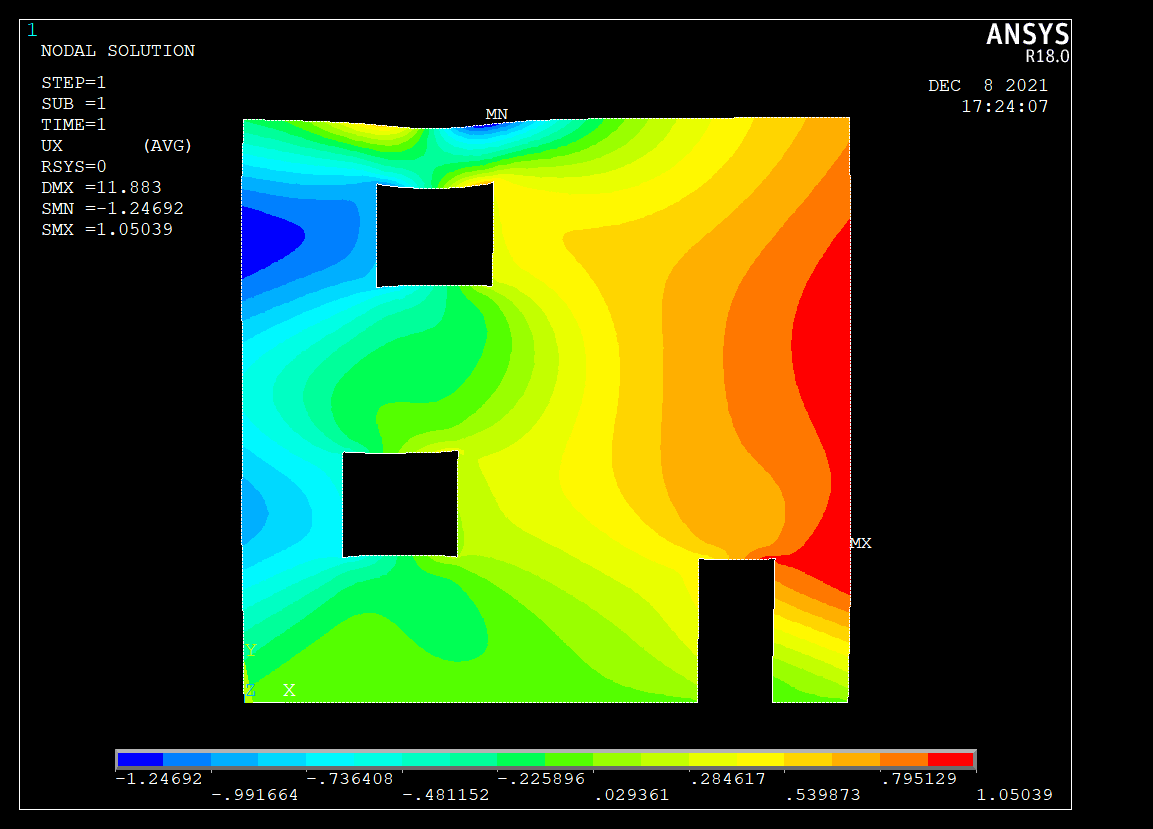 1
ANSYS
R18.0
NODAL SOLUTION
STEP=1
SUB =1
TIME=1
UX (AVG)
RSYS=0
DMX =11.883
SMN =-1.24692
SMX =1.05039
DEC 8 2021
17:24:07
MN
MX
Y
Z X
-1.24692 -.736408 -.225896 .284617 .795129
-.991664 -.481152 .029361 .539873 1.05039